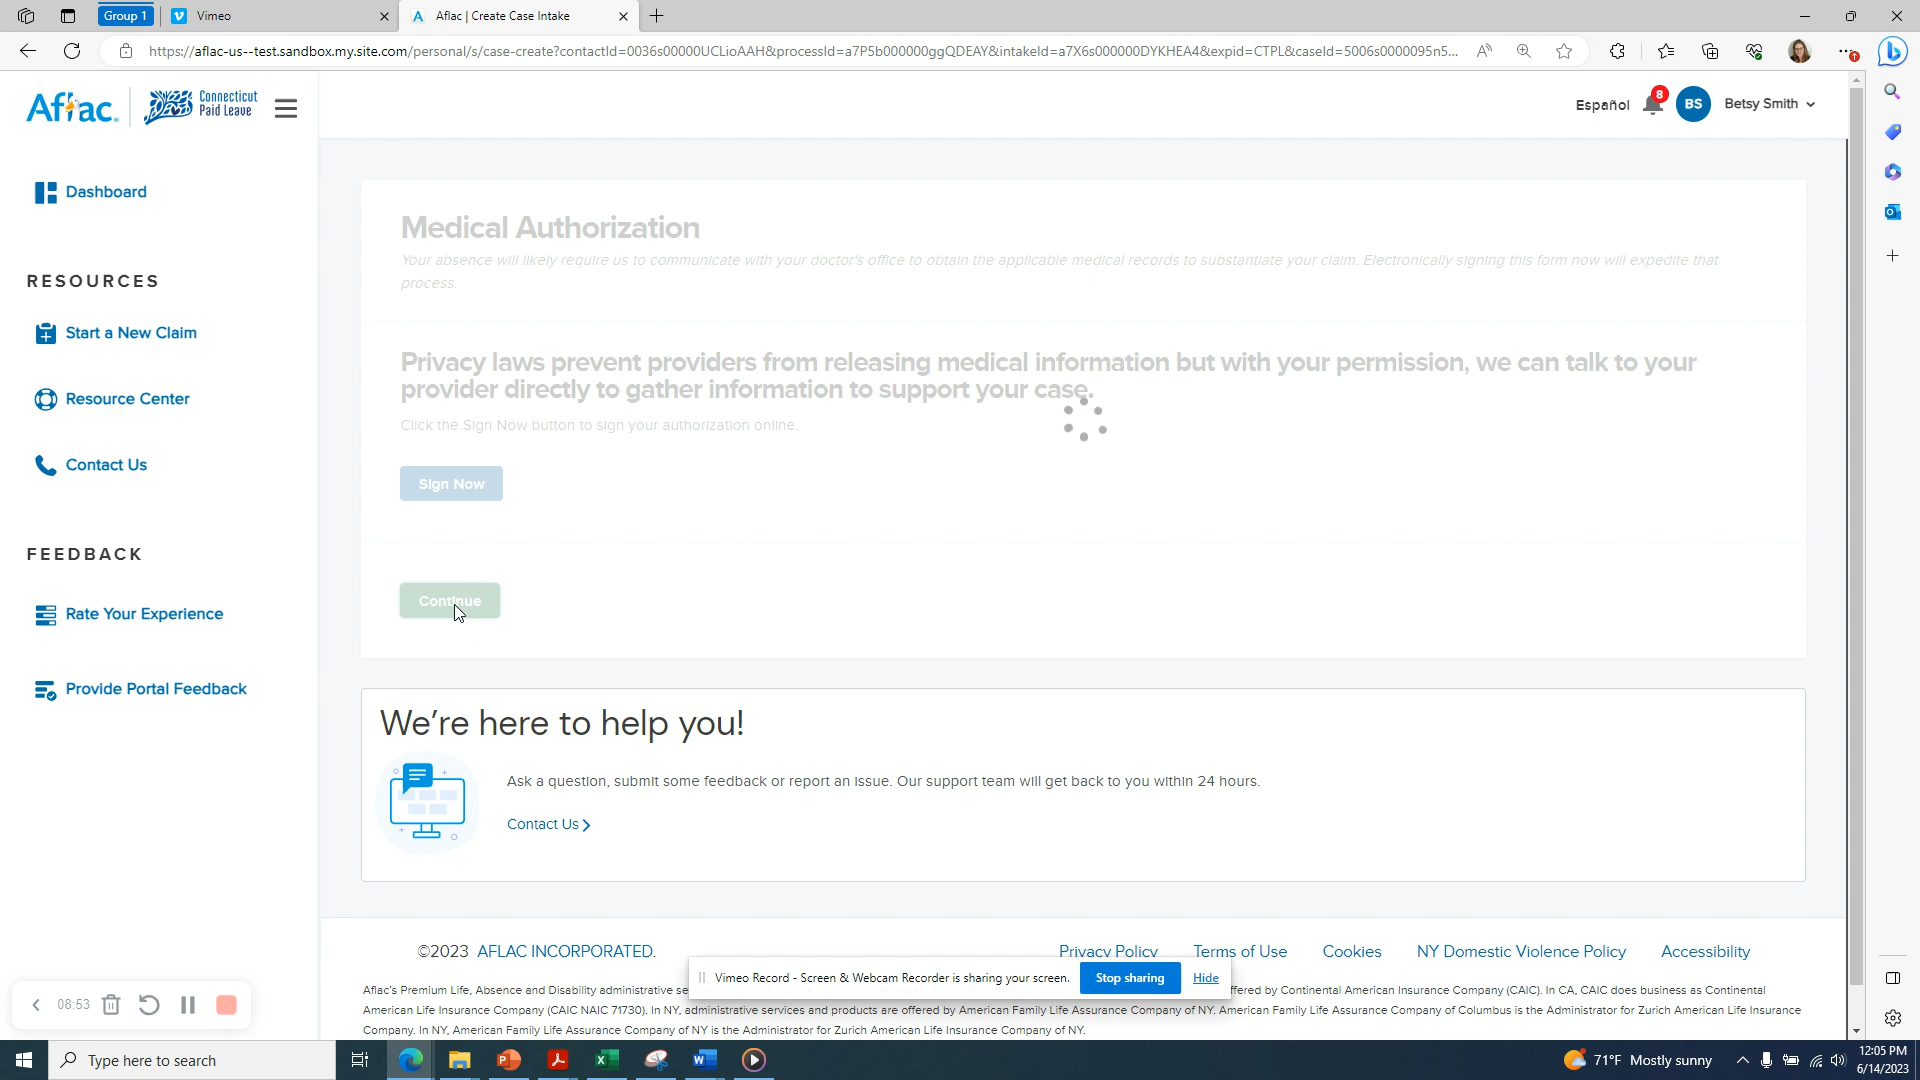 Group 1
Vimeo
Aflac | Create Case Intake
https://aflac-us--test.sandbox.my.site.com/personal/s/case-create?contactId=0036s00000UCLioAAH&processId=a7P5b000000ggQDEAY&intakeId=a7X6s000000DYKHEA4&expid=CTPL&caseId=5006s0000095n5...
Aflac
Connecticut
Paid Leave
Español
8
BS
Betsy Smith
Dashboard
RESOURCES
Start a New Claim
Resource Center
Contact Us
FEEDBACK
Rate Your Experience
Provide Portal Feedback
Medical Authorization
Your absence will likely require us to communicate with your doctor's office to obtain the applicable medical records to substantiate your claim. Electronically signing this form now will expedite that
process.
Privacy laws prevent providers from releasing medical information but with your permission, we can talk to your
provider directly to gather information to support your case.
Click the Sign Now button to sign your authorization online.
Sign Now
Continue
We're here to help you!
Ask a question, submit some feedback or report an issue. Our support team will get back to you within 24 hours.
Contact Us
©2023 AFLAC INCORPORATED.
Privacy Policy
Terms of Use
Cookies
NY Domestic Violence Policy
Accessibility
Vimeo Record - Screen & Webcam Recorder is sharing your screen.
Stop sharing
Hide
Aflac's Premium Life, Absence and Disability administrative se
ffered by Continental American Insurance Company (CAIC). In CA, CAIC does business as Continental
American Life Insurance Company (CAIC NAIC 71730). In NY, administrative services and products are offered by American Family Life Assurance Company of NY. American Family Life Assurance Company of Columbus is the Administrator for Zurich American Life Insurance
Company. In NY, American Family Life Assurance Company of NY is the Administrator for Zurich American Life Insurance Company of NY.
08:53
Type here to search
71°F Mostly sunny
12:05 PM
6/14/2023